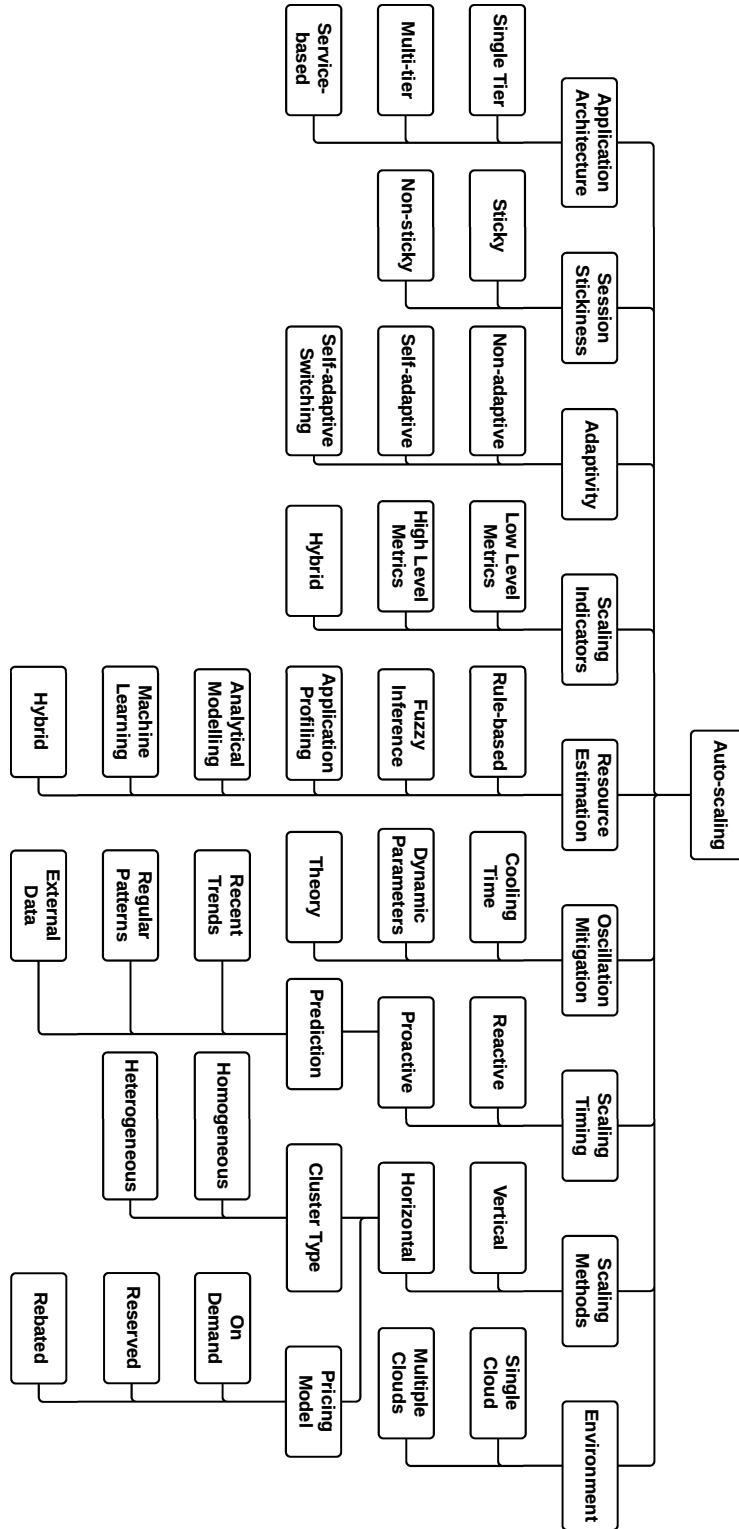 Auto-scaling
Application
Architecture
Single Tier
Multi-tier
Service-
based
Session
Stickiness
Sticky
Non-sticky
Adaptivity
Non-adaptive
Self-adaptive
Self-adaptive
Switching
Scaling
Indicators
Low Level
Metrics
High Level
Metrics
Hybrid
Resource
Estimation
Rule-based
Fuzzy
Inference
Application
Profiling
Analytical
Modelling
Machine
Learning
Hybrid
Oscillation
Mitigation
Cooling
Time
Dynamic
Parameters
Theory
Scaling
Timing
Reactive
Proactive
Prediction
Recent
Trends
Regular
Patterns
External
Data
Scaling
Methods
Vertical
Horizontal
Cluster Type
Homogeneous
Heterogeneous
Pricing
Model
On
Demand
Reserved
Rebated
Environment
Single
Cloud
Multiple
Clouds